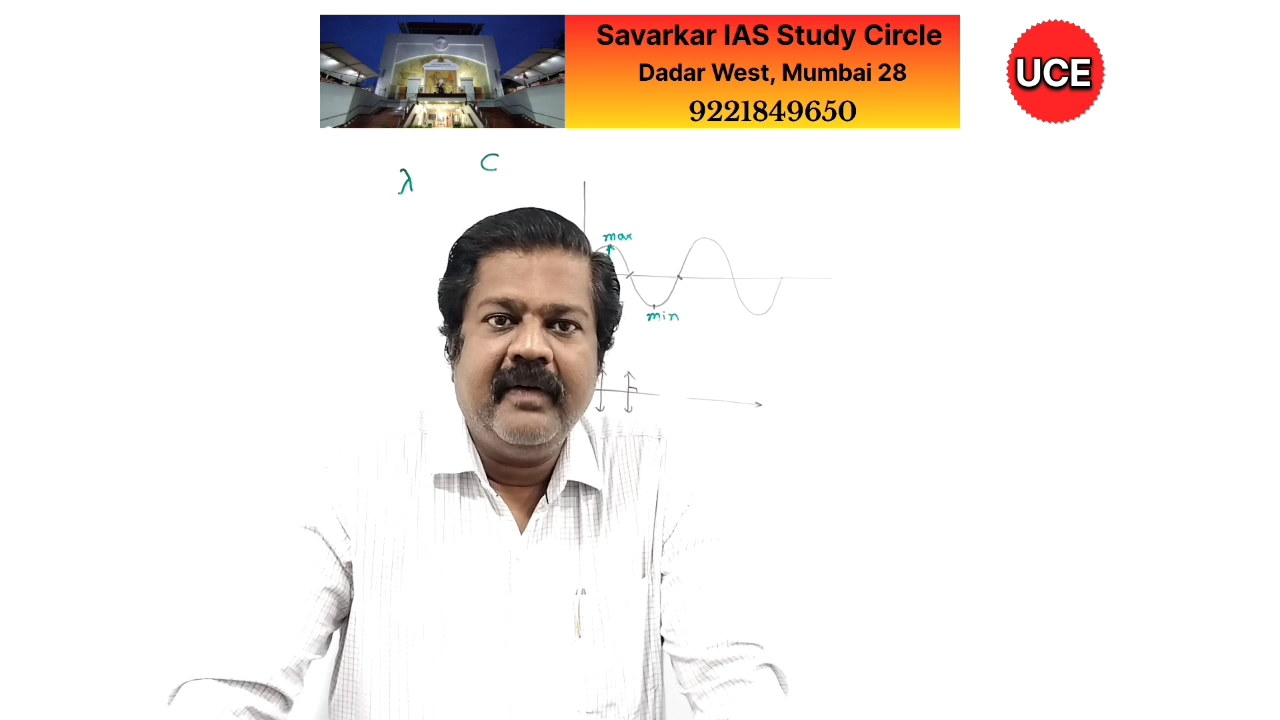 Savarkar IAS Study Circle
Dadar West, Mumbai 28
9221849650
UCE
λ
C
max
min